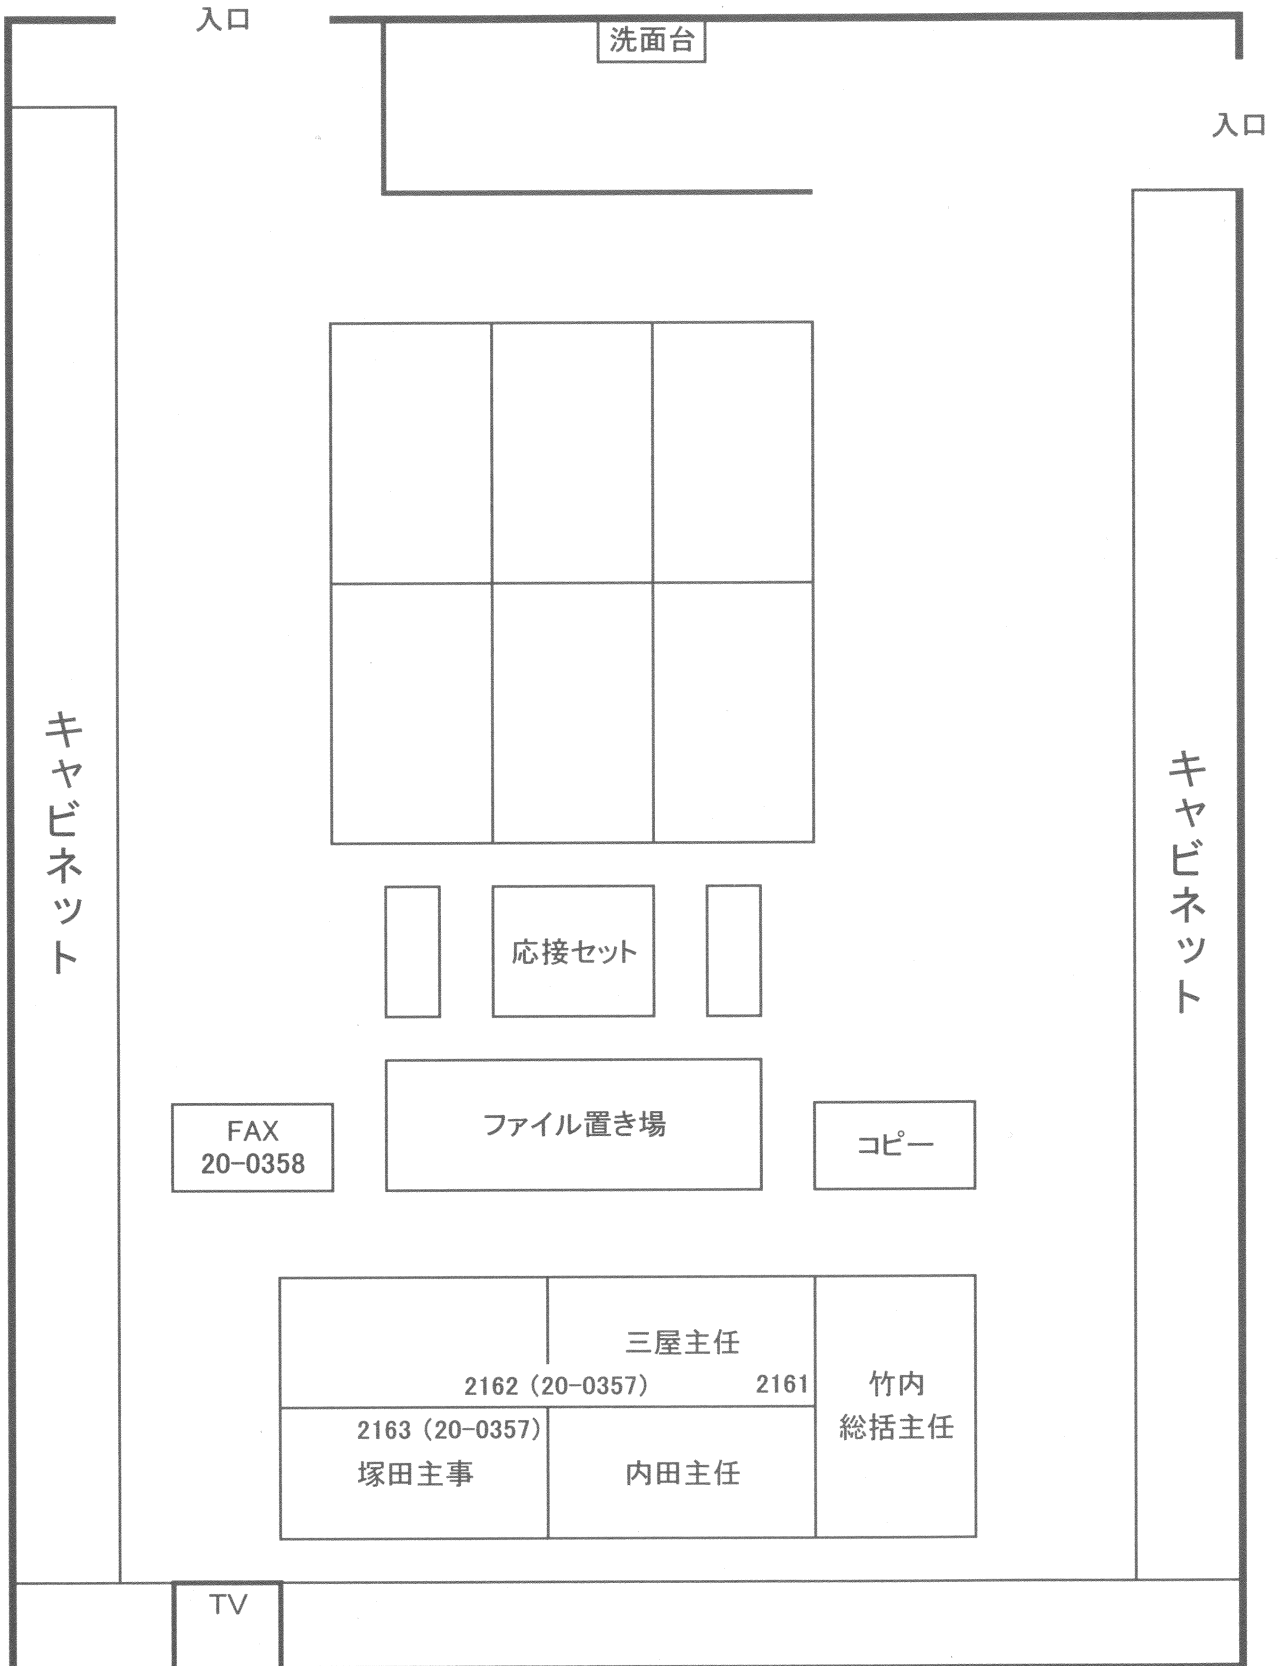 入口
洗面台
入口
キャビネット
キャビネット
応接セット
ファイル置き場
FAX
20-0358
コピー
三屋主任
2162（20-0357）
2161
竹内
総括主任
2163（20-0357）
塚田主事
内田主任
TV